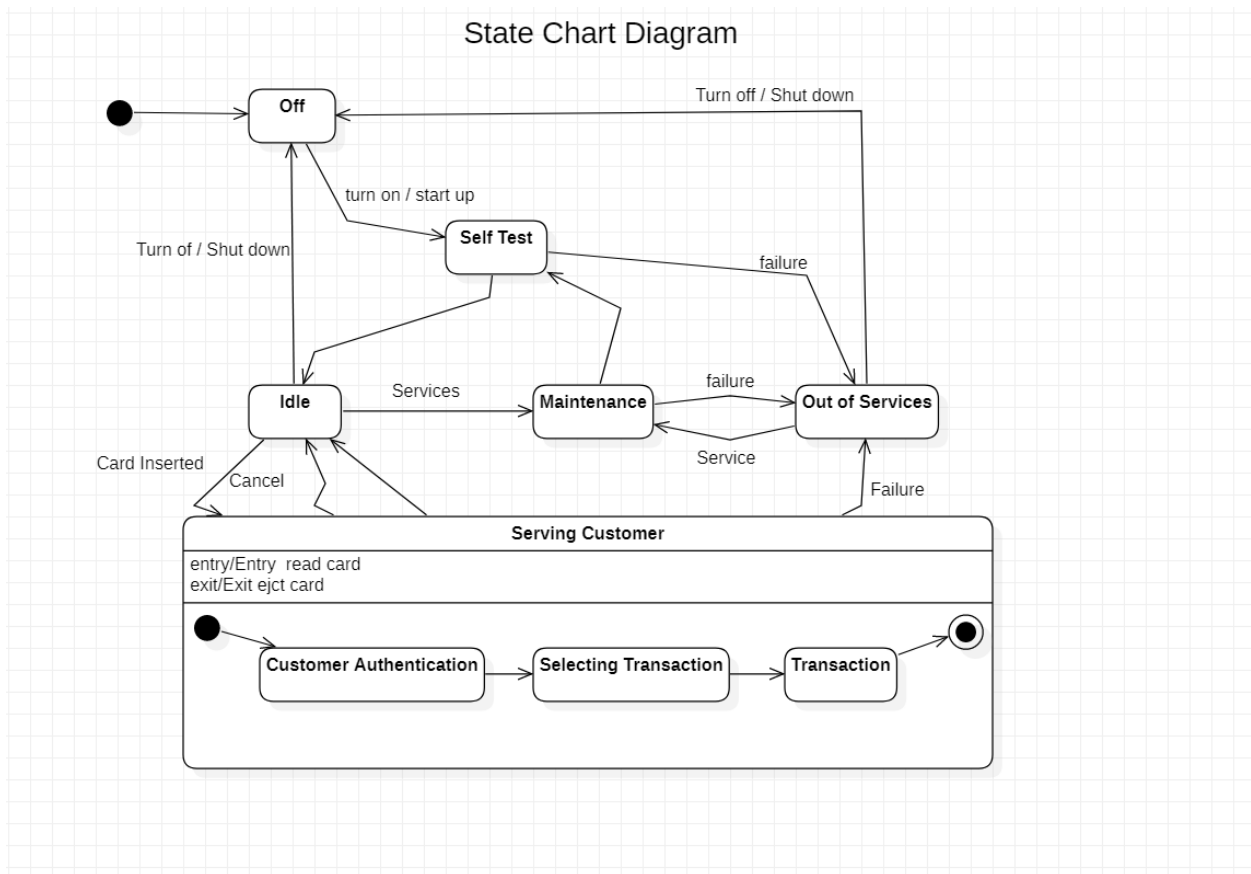 State Chart Diagram
Turn off / Shut down
Off
turn on / start up
Self Test
Turn of / Shut down
failure
Services
failure
Idle
Maintenance
Out of Services
Card Inserted
Cancel
Service
Failure
Serving Customer
entry/Entry  read card
exit/Exit ejct card
Customer Authentication
Selecting Transaction
Transaction